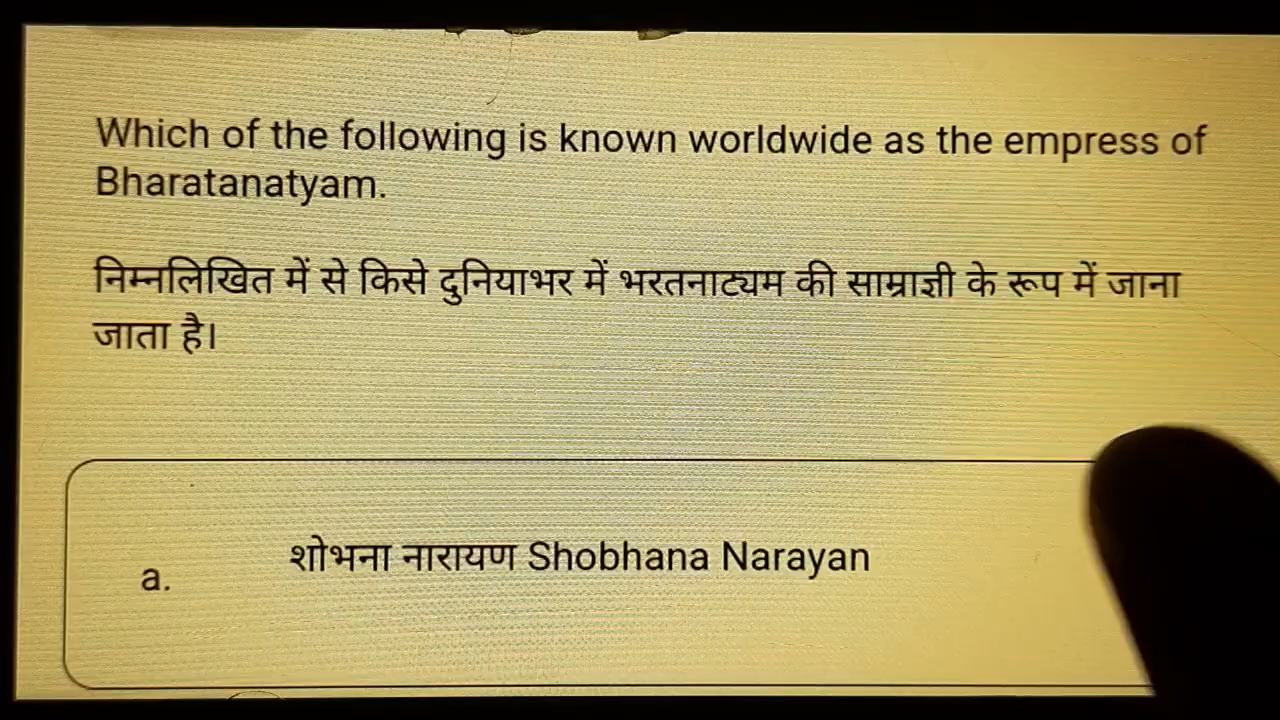 Which of the following is known worldwide as the empress of
Bharatanatyam.
निम्नलिखित में से किसे दुनियाभर में भरतनाट्यम की साम्राज्ञी के रूप में जाना
जाता है।
a. शोभना नारायण Shobhana Narayan